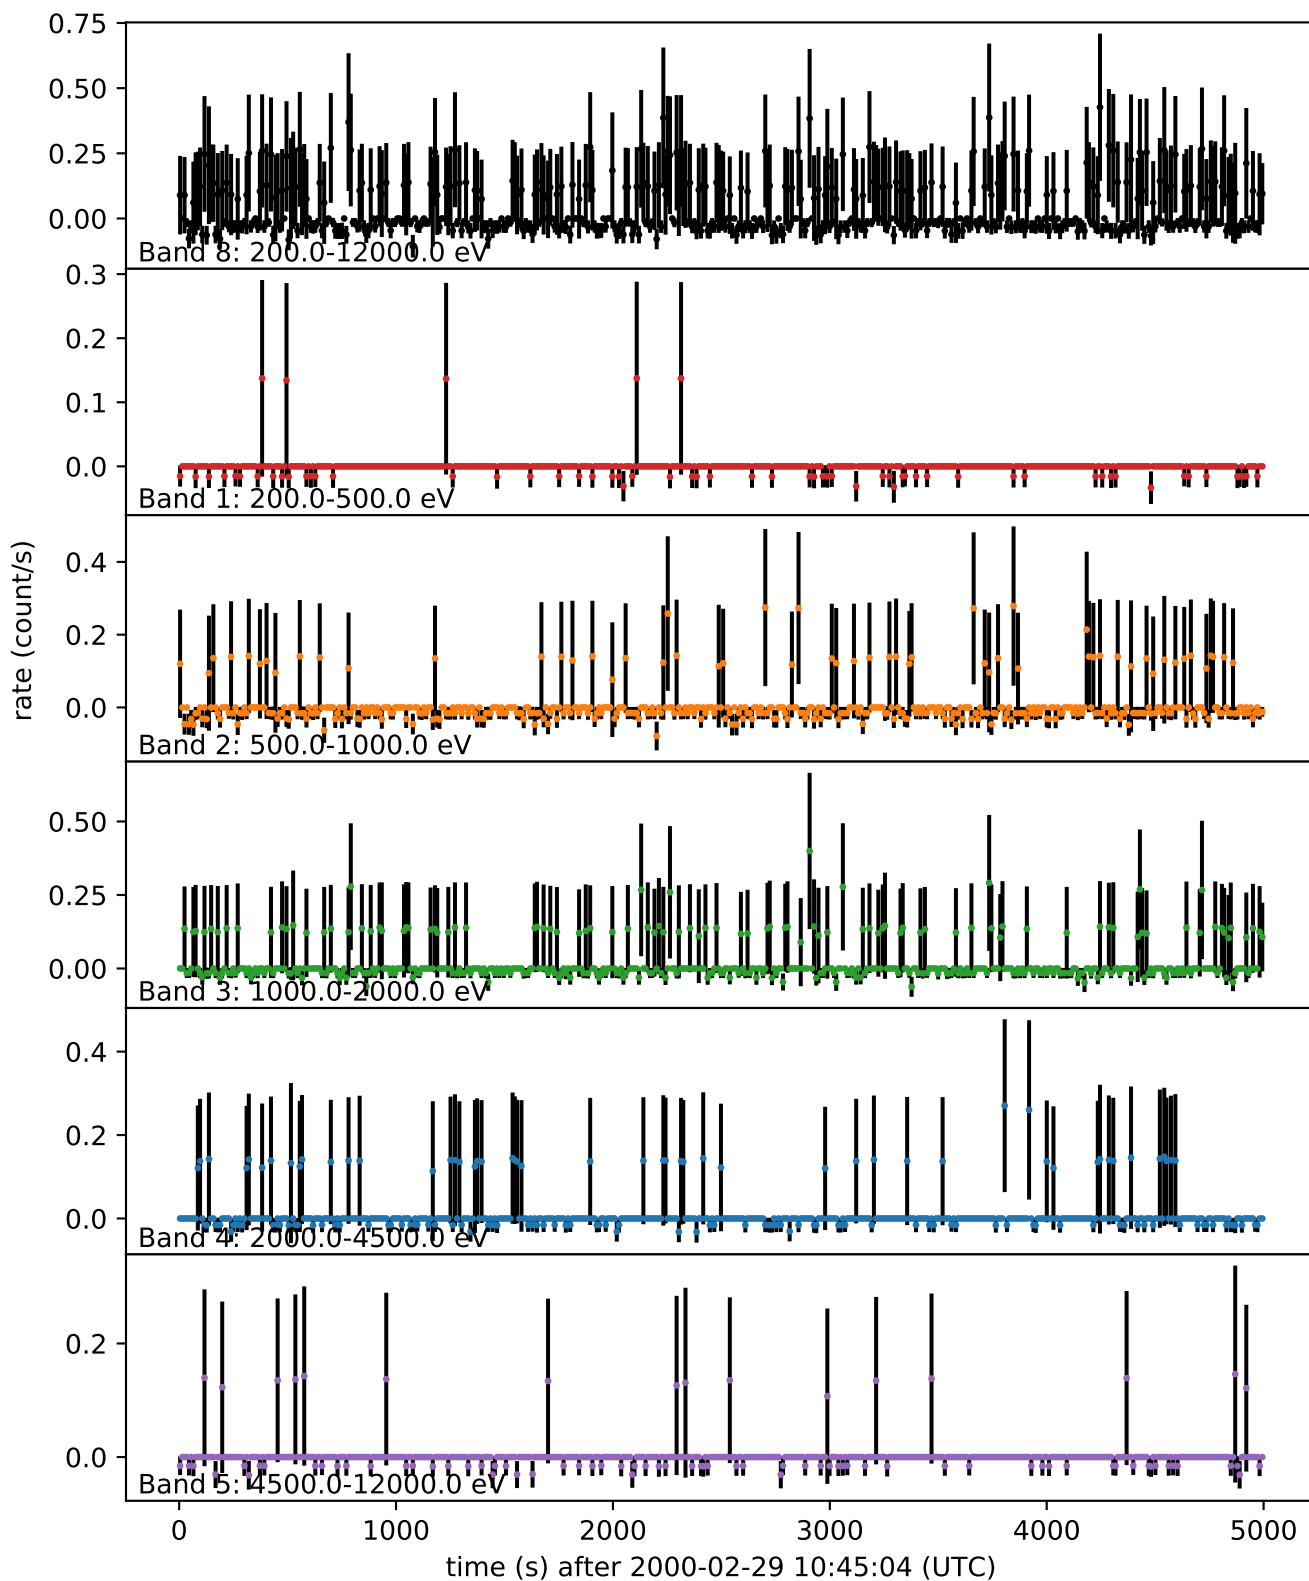 0.75
0.50
0.25
0.00
Band 8: 200.0-12000.0 eV
0.3
0.2
0.1
0.0
Band 1: 200.0-500.0 eV
0.4
0.2
0.0
Band 2: 500.0-1000.0 eV
rate (count/s)
0.50
0.25
0.00
Band 3: 1000.0-2000.0 eV
0.4
0.2
0.0
Band 4: 2000.0-4500.0 eV
0.2
0.0
Band 5: 4500.0-12000.0 eV
0 1000 2000 3000 4000 5000
time (s) after 2000-02-29 10:45:04 (UTC)